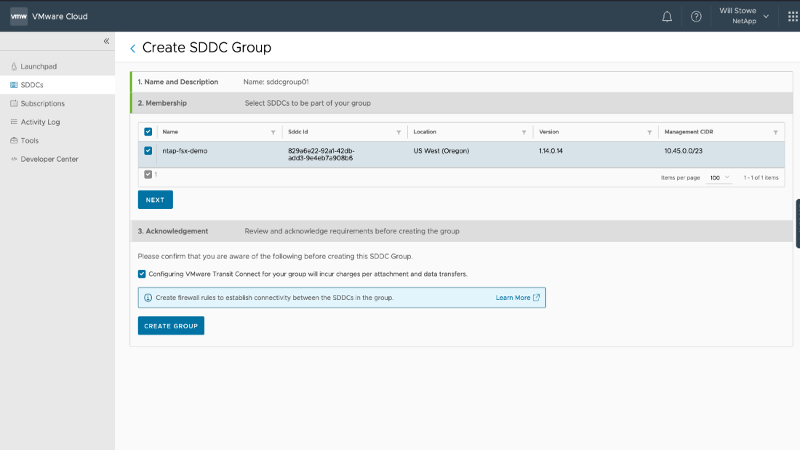 vmw VMware Cloud
Will Stowe
NetApp
Launchpad
SDDCs
Subscriptions
Activity Log
Tools
Developer Center
Create SDDC Group
1. Name and Description Name: sddcgroup01
2. Membership Select SDDCs to be part of your group
Name Sddc Id Location Version Management CIDR
ntap-fsx-demo 829a6e22-92a1-42db- US West (Oregon) 1.14.0.14 10.45.0.0/23
add3-9e4eb7a908b6
1
Items per page 100 1 - 1 of 1 items
NEXT
3. Acknowledgement Review and acknowledge requirements before creating the group
Please confirm that you are aware of the following before creating this SDDC Group.
Configuring VMware Transit Connect for your group will incur charges per attachment and data transfers.
Create firewall rules to establish connectivity between the SDDCs in the group. Learn More
CREATE GROUP